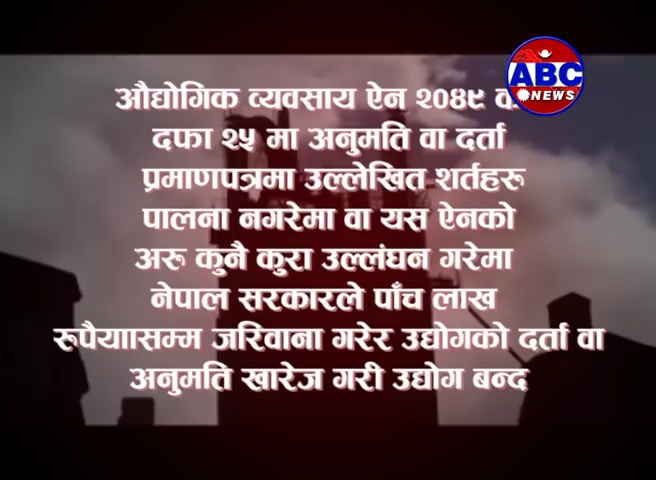 ABC
NEWS
औद्योगिक व्यवसाय ऐन २०४९
दफा २५ मा अनुमति वा दर्ता
प्रमाणपत्रमा उल्लेखित शर्तहरू
पालना नगरेमा वा यस ऐनको
अरू कुनै कुरा उल्लंघन गरेमा
नेपाल सरकारले पाँच लाख
रुपैयाासम्म जरिवाना गरेर उद्योगको दर्ता वा
अनुमति खारेज गरी उद्योग बन्द